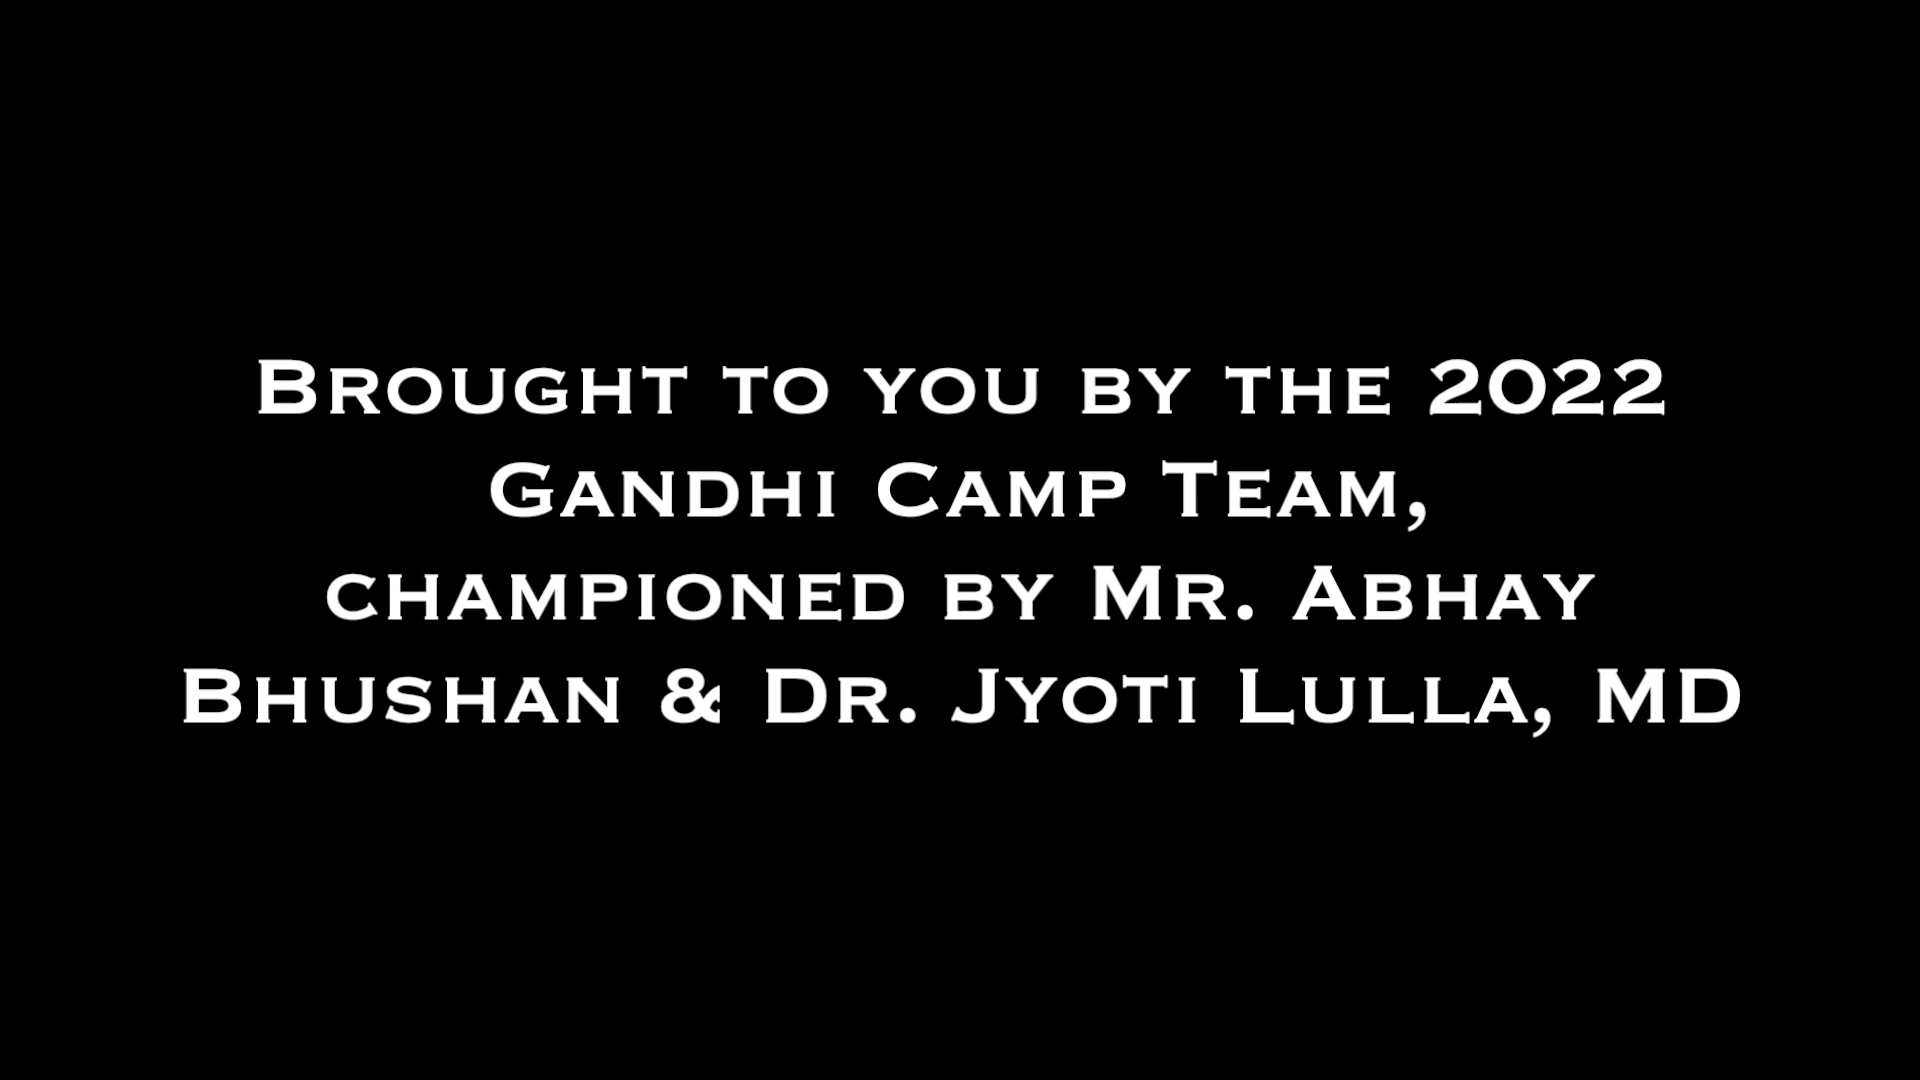 Brought to you by the 2022
Gandhi Camp Team,
championed by Mr. Abhay
Bhushan & Dr. Jyoti Lulla, MD